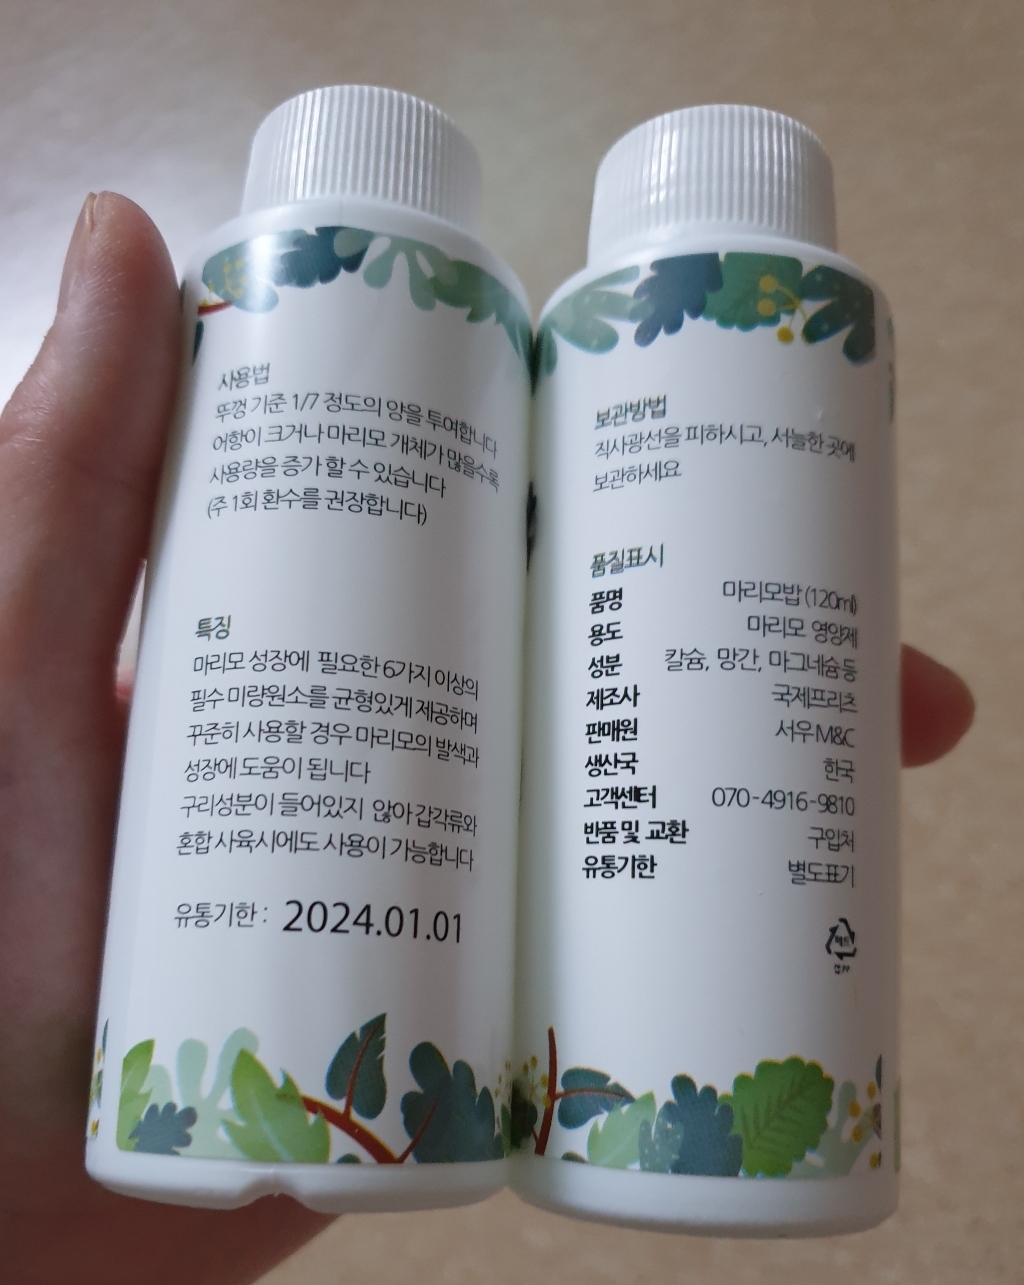 사용법
뚜껑 기준 1/7 정도의 양을 투여합니다
어항이 크거나 마리모 개체가 많을수록
사용량을 증가 할 수 있습니다
(주 1회 환수를 권장합니다)
특징
마리모 성장에 필요한 6가지 이상의
필수 미량원소를 균형있게 제공하며
꾸준히 사용할 경우 마리모의 발색과
성장에 도움이 됩니다
구리성분이 들어있지 않아 갑각류와
혼합 사육시에도 사용이 가능합니다
유통기한 : 2024.01.01
보관방법
직사광선을 피하시고, 서늘한 곳에
보관하세요
품질표시
품명 마리모밥 (120ml)
용도 마리모 영양제
성분 칼슘, 망간, 마그네슘 등
제조사 국제프리츠
판매원 서우 M&C
생산국 한국
고객센터 070-4916-9810
반품 및 교환 구입처
유통기한 별도표기